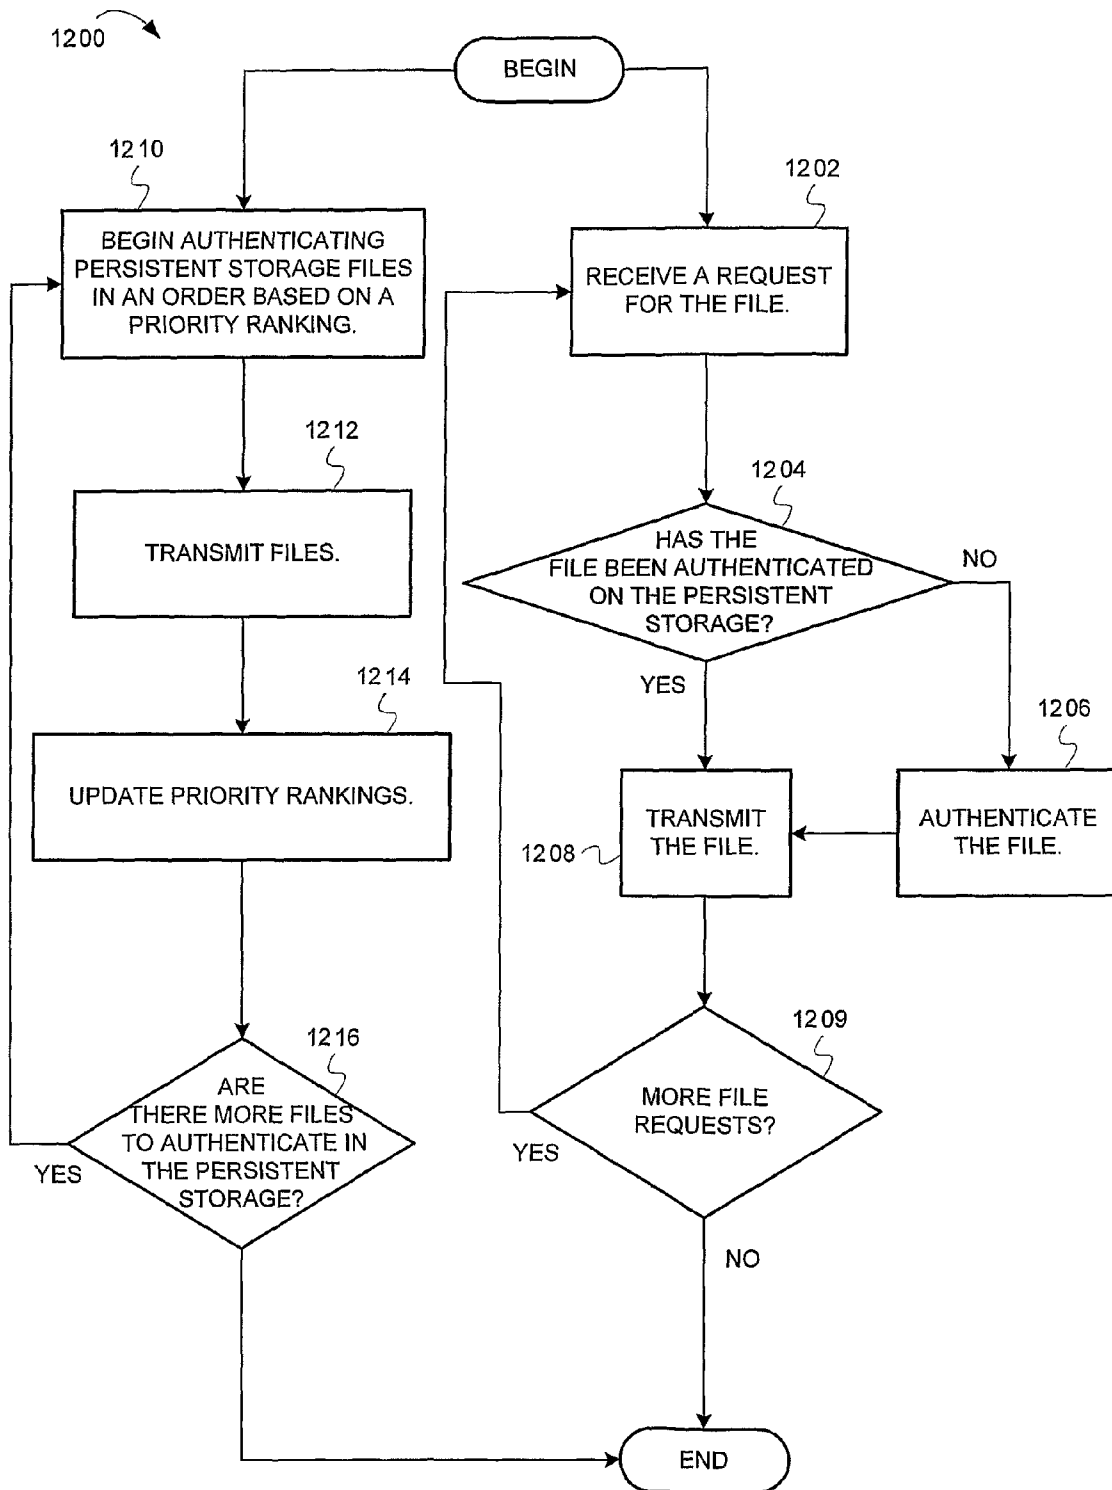 1200
BEGIN
1210
BEGIN AUTHENTICATING
PERSISTENT STORAGE FILES
IN AN ORDER BASED ON A
PRIORITY RANKING.
1202
RECEIVE A REQUEST
FOR THE FILE.
1212
TRANSMIT FILES.
1204
HAS THE
FILE BEEN AUTHENTICATED
ON THE PERSISTENT
STORAGE?
NO
YES
1214
UPDATE PRIORITY RANKINGS.
1206
AUTHENTICATE
THE FILE.
TRANSMIT
THE FILE.
1208
1216
ARE
THERE MORE FILES
TO AUTHENTICATE IN
THE PERSISTENT
STORAGE?
YES
1209
MORE FILE
REQUESTS?
YES
NO
END